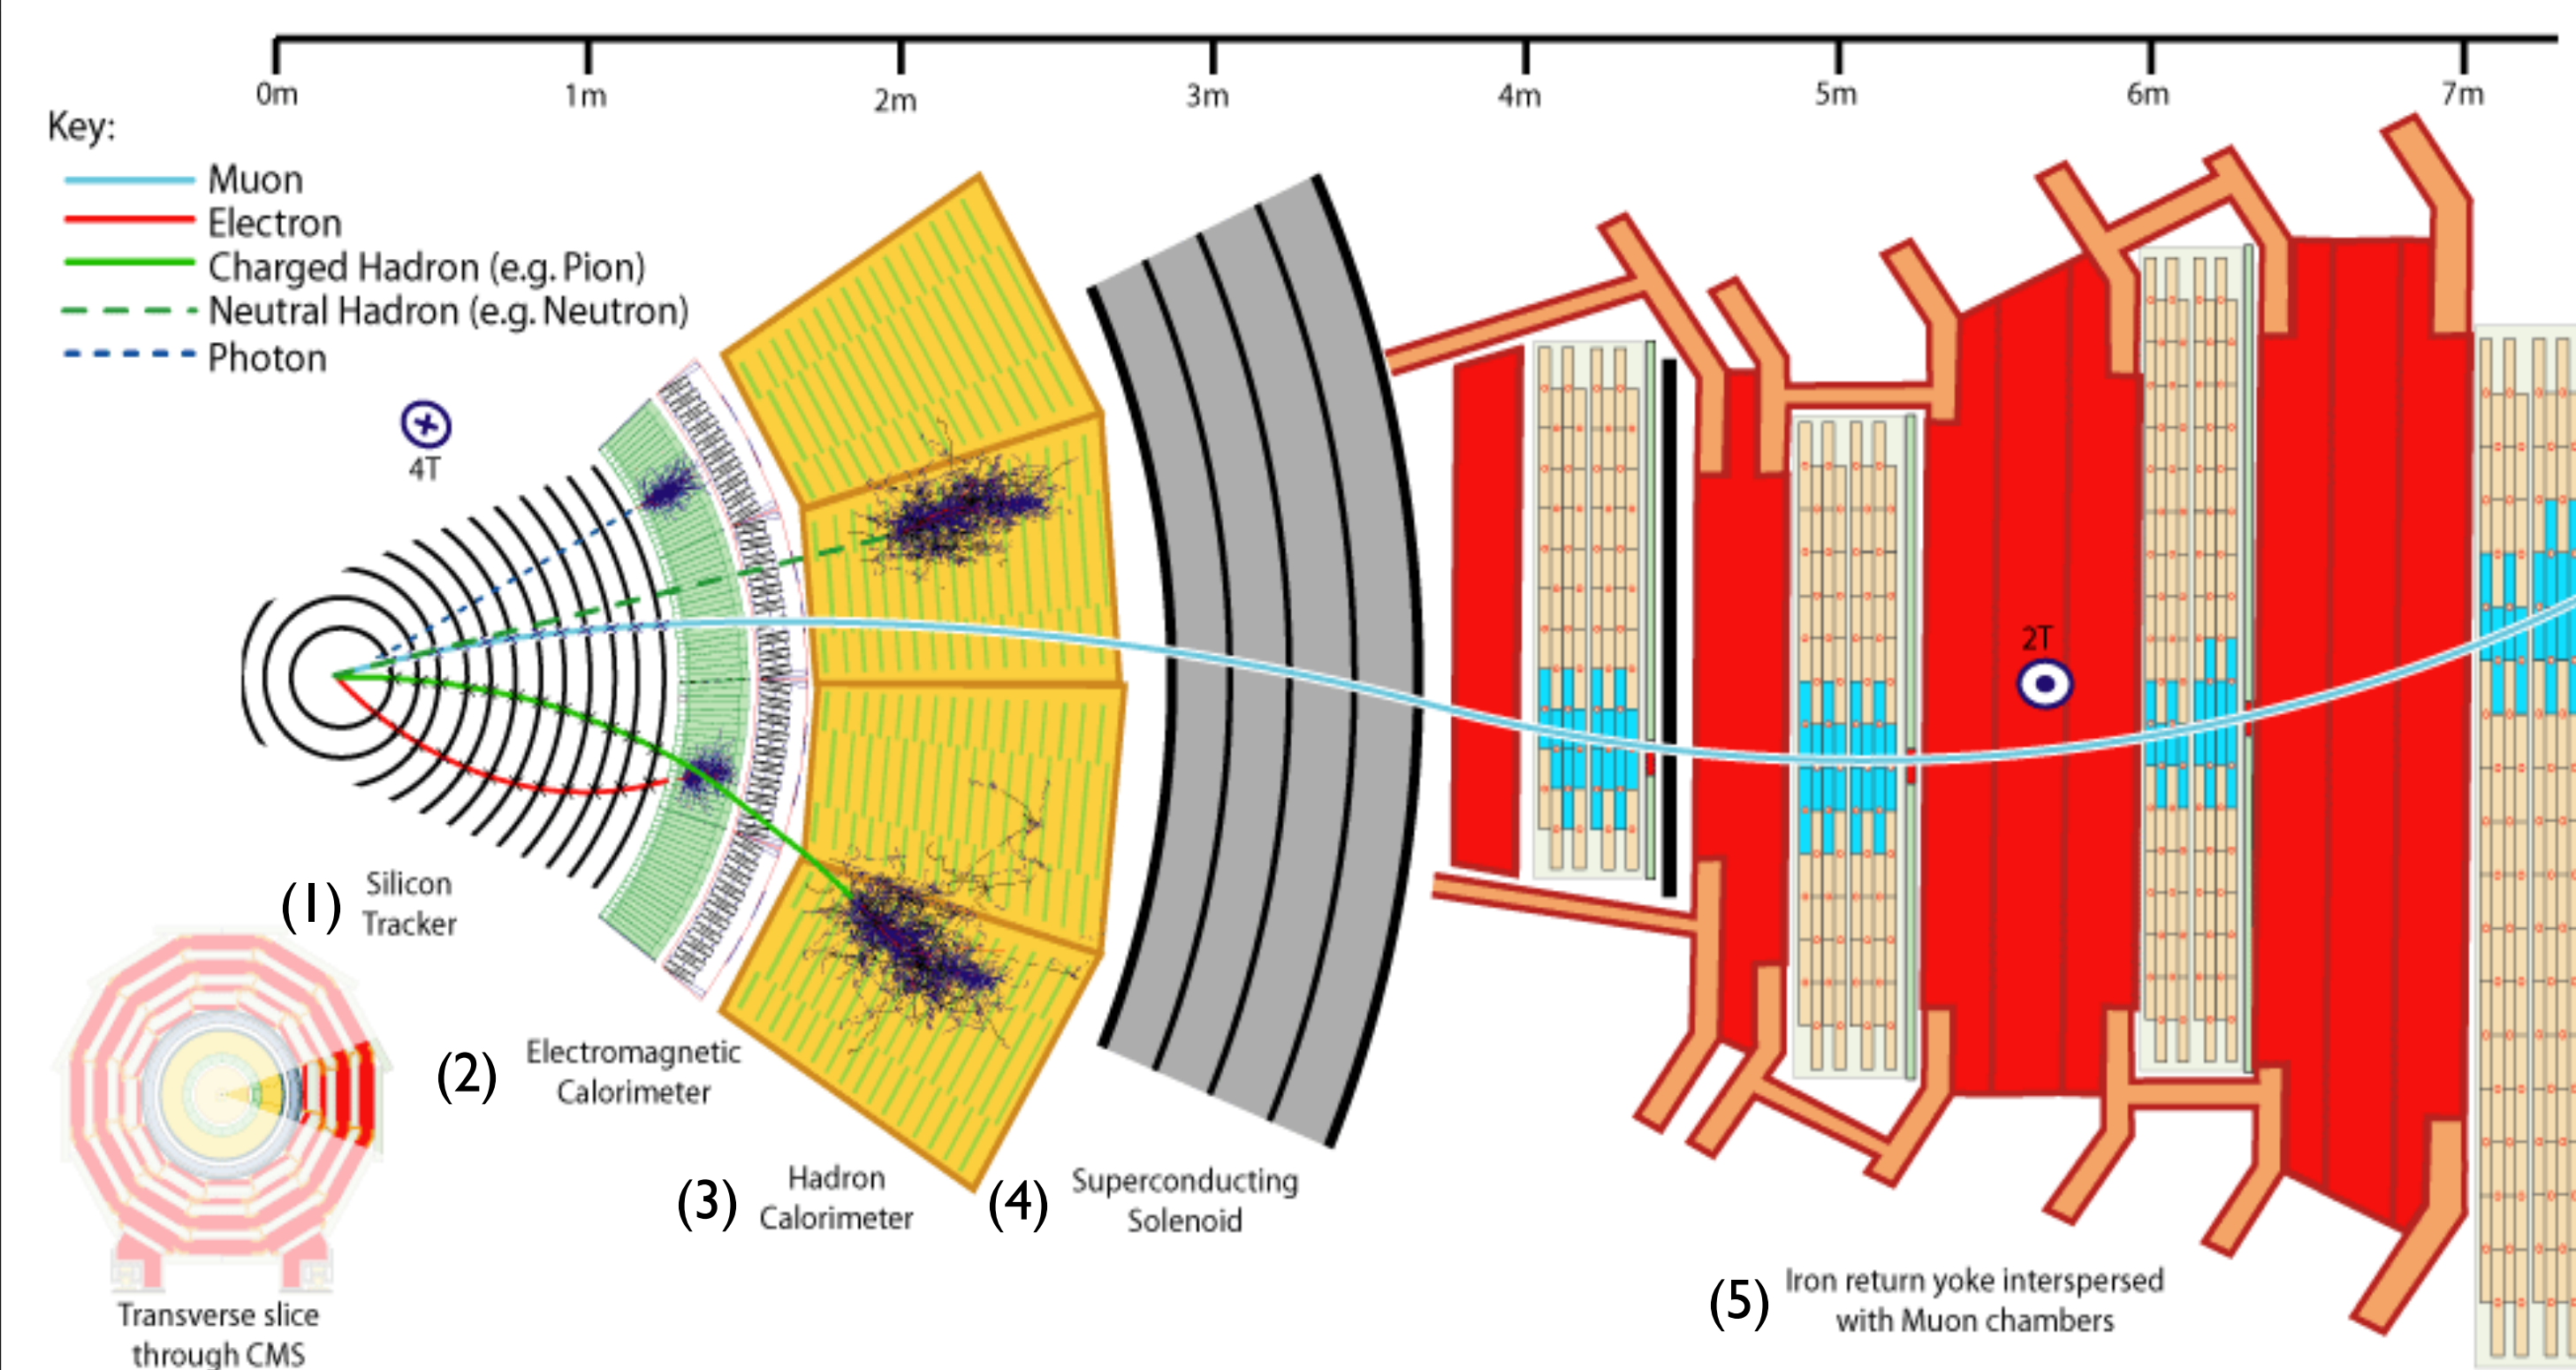 0m 1m 2m 3m 4m 5m 6m 7m
Key:
Muon
Electron
Charged Hadron (e.g. Pion)
Neutral Hadron (e.g. Neutron)
Photon
4T
2T
(1) Silicon
Tracker
(2) Electromagnetic
Calorimeter
(3) Hadron
Calorimeter
(4) Superconducting
Solenoid
(5) Iron return yoke interspersed
with Muon chambers
Transverse slice
through CMS